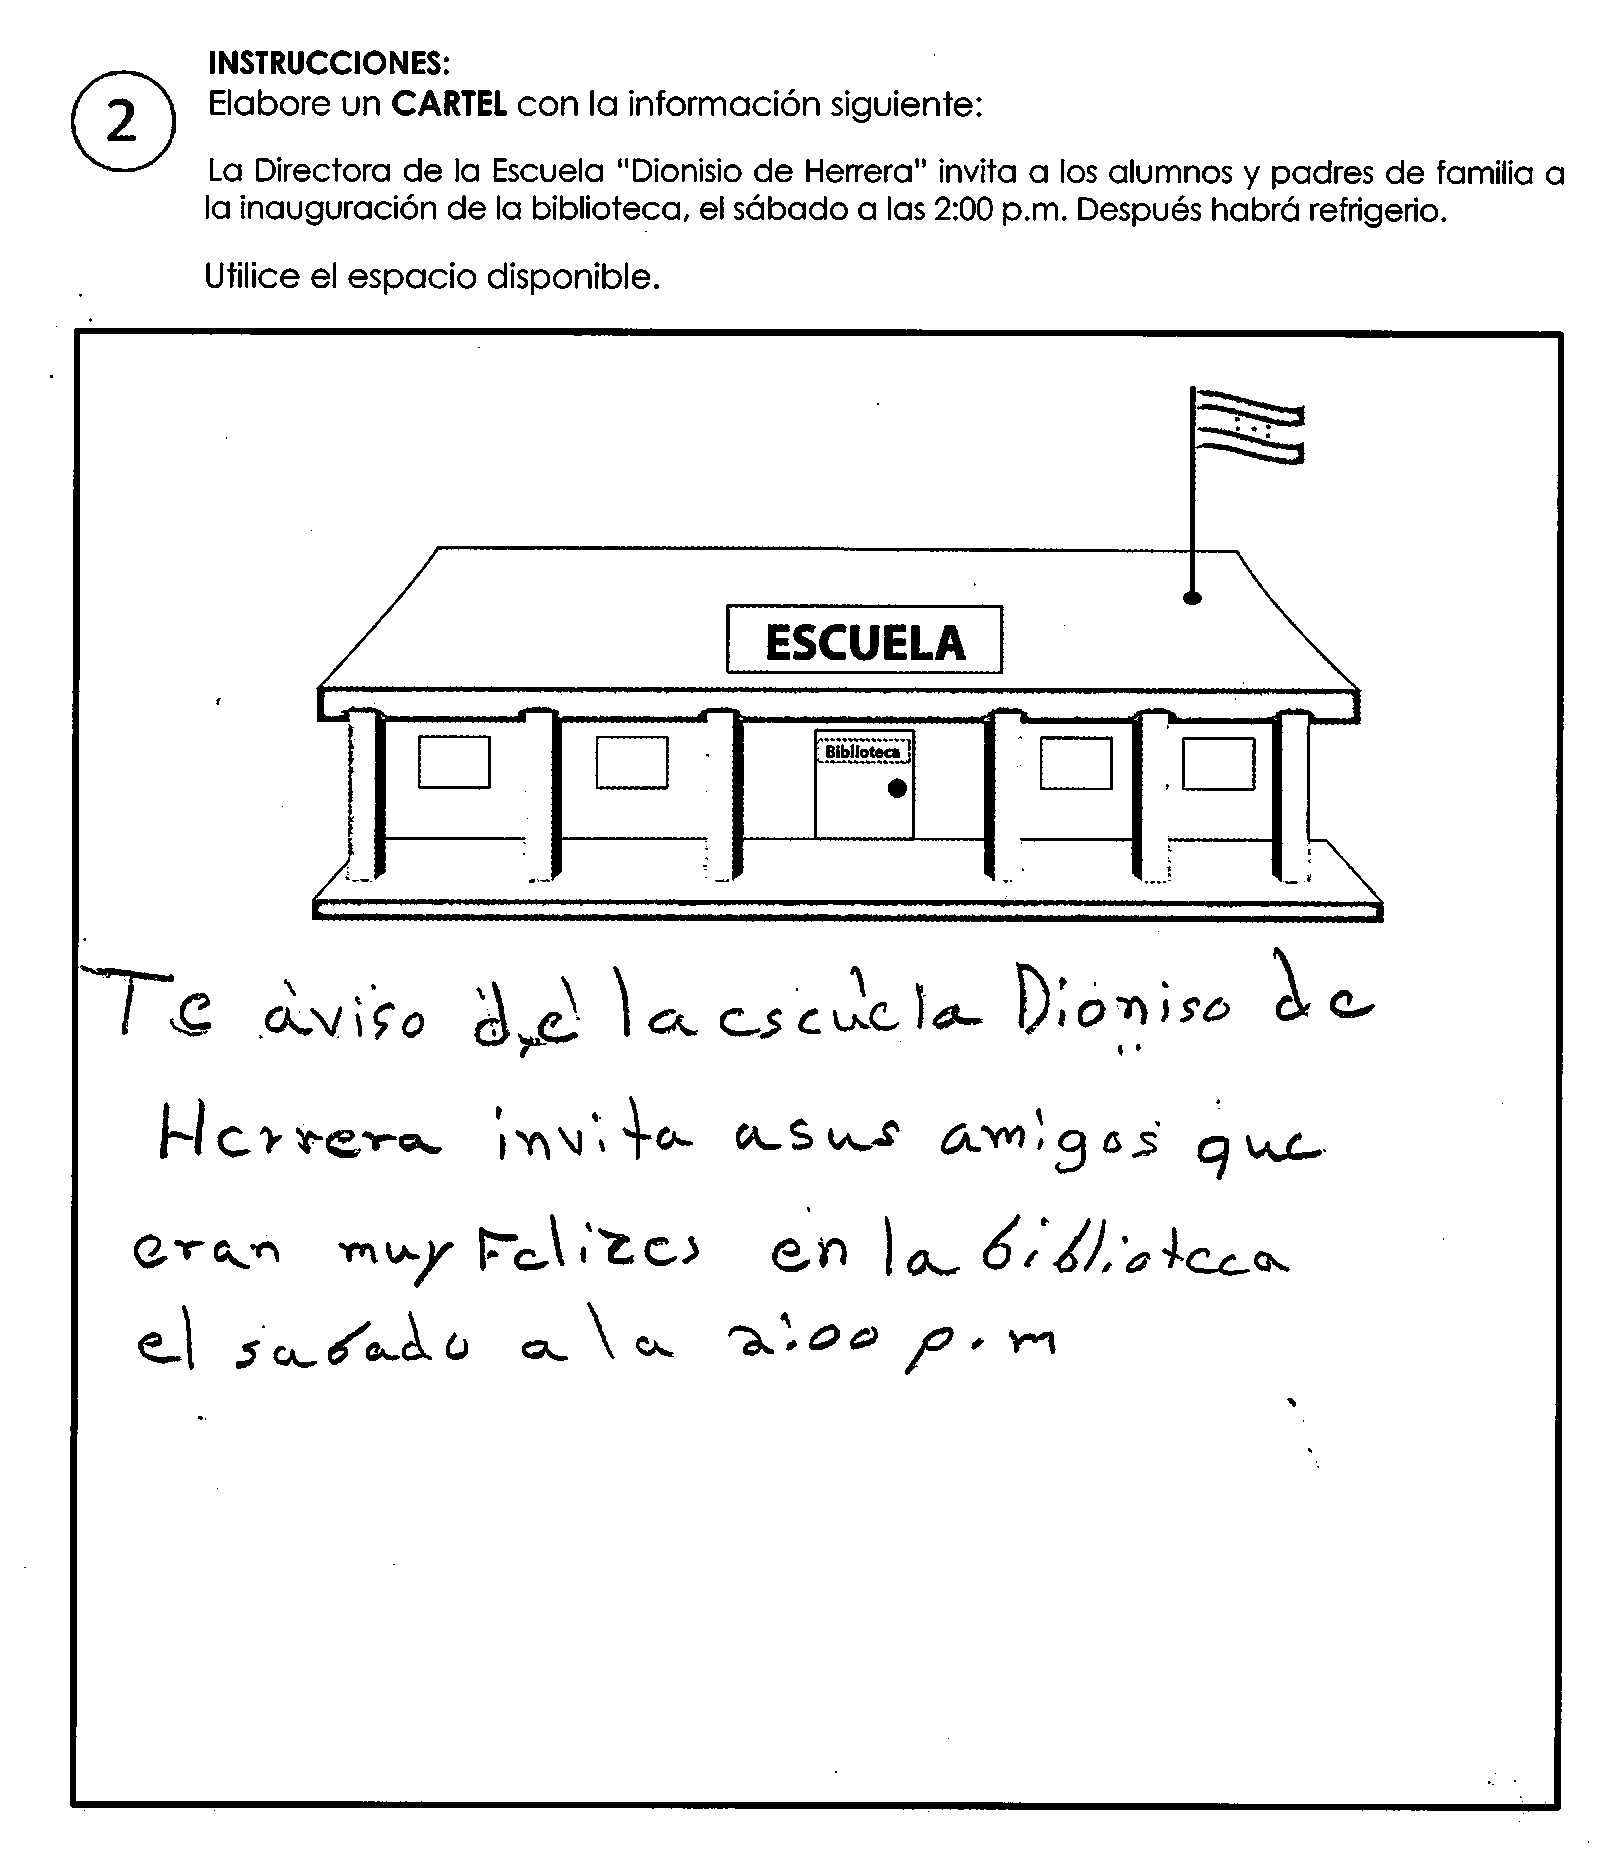 INSTRUCCIONES:
2
Elabore un CARTEL con la información siguiente:
La Directora de la Escuela "Dionisio de Herrera" invita a los alumnos y padres de familia a
la inauguración de la biblioteca, el sábado a las 2:00 p.m. Después habrá refrigerio.
Utilice el espacio disponible.
ESCUELA
Biblioteca
Te aviso de la escuela Dioniso de
Herrera invita asus amigos que
eran muy Felizes en la biblioteca
el sabado a la 2:00 p.m